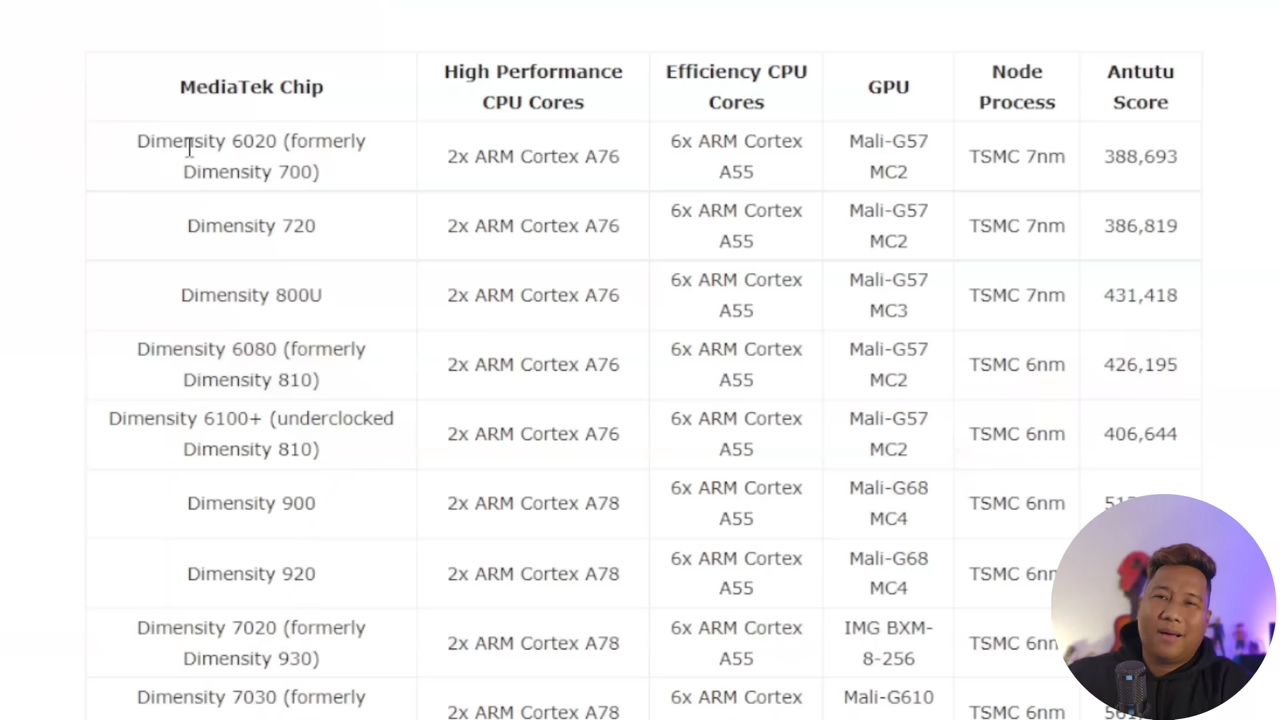 MediaTek Chip
High Performance
CPU Cores
Efficiency CPU
Cores
GPU
Node
Process
Antutu
Score
Dimensity 6020 (formerly
Dimensity 700)
2x ARM Cortex A76
6x ARM Cortex
A55
Mali-G57
MC2
TSMC 7nm
388,693
Dimensity 720
2x ARM Cortex A76
6x ARM Cortex
A55
Mali-G57
MC2
TSMC 7nm
386,819
Dimensity 800U
2x ARM Cortex A76
6x ARM Cortex
A55
Mali-G57
MC3
TSMC 7nm
431,418
Dimensity 6080 (formerly
Dimensity 810)
2x ARM Cortex A76
6x ARM Cortex
A55
Mali-G57
MC2
TSMC 6nm
426,195
Dimensity 6100+ (underclocked
Dimensity 810)
2x ARM Cortex A76
6x ARM Cortex
A55
Mali-G57
MC2
TSMC 6nm
406,644
Dimensity 900
2x ARM Cortex A78
6x ARM Cortex
A55
Mali-G68
MC4
TSMC 6nm
Dimensity 920
2x ARM Cortex A78
6x ARM Cortex
A55
Mali-G68
MC4
TSMC 6nm
Dimensity 7020 (formerly
Dimensity 930)
2x ARM Cortex A78
6x ARM Cortex
A55
IMG BXM-
8-256
TSMC 6nm
Dimensity 7030 (formerly
2x ARM Cortex A78
6x ARM Cortex
Mali-G610
TSMC 6nm